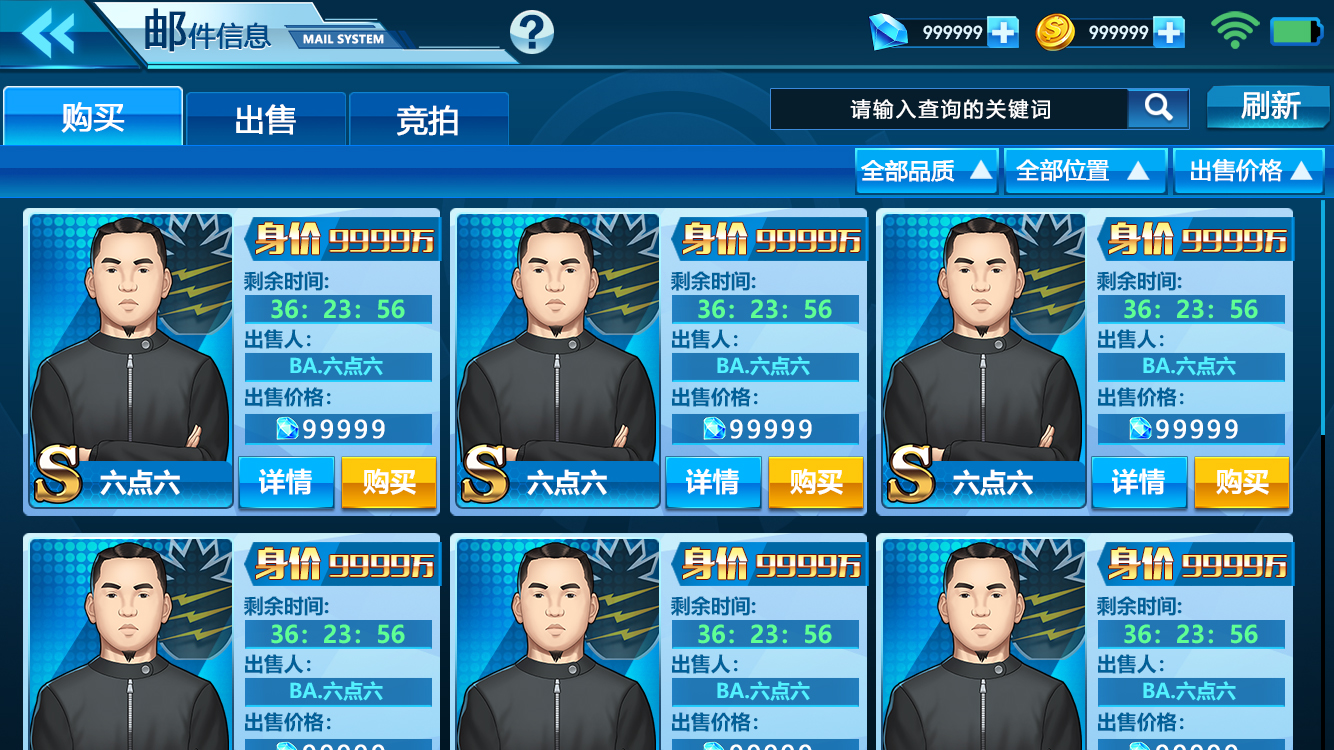 邮件信息 MAIL SYSTEM ? 999999 999999
购买 出售 竞拍 请输入查询的关键词 刷新
全部品质 全部位置 出售价格
身价 9999万 身价 9999万 身价 9999万
剩余时间: 剩余时间: 剩余时间:
36: 23: 56 36: 23: 56 36: 23: 56
出售人: 出售人: 出售人:
BA.六点六 BA.六点六 BA.六点六
出售价格: 出售价格: 出售价格:
99999 99999 99999
S 六点六 详情 购买 S 六点六 详情 购买 S 六点六 详情 购买
身价 9999万 身价 9999万 身价 9999万
剩余时间: 剩余时间: 剩余时间:
36: 23: 56 36: 23: 56 36: 23: 56
出售人: 出售人: 出售人:
BA.六点六 BA.六点六 BA.六点六
出售价格: 出售价格: 出售价格: